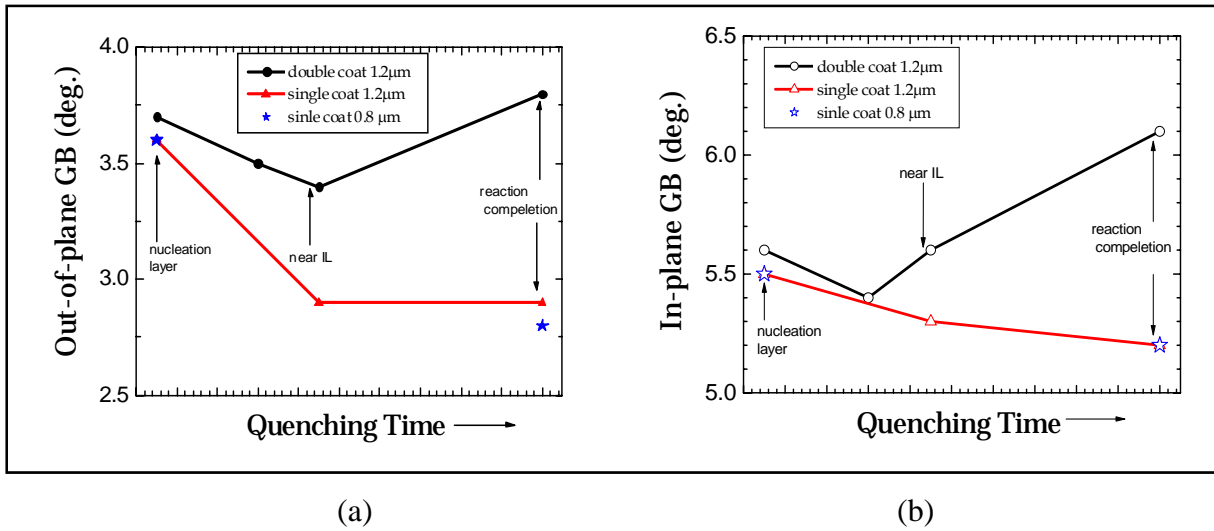 4.0
3.5
3.0
2.5
Out-of-plane GB (deg.)
double coat 1.2μm
single coat 1.2μm
sinle coat 0.8 μm
nucleation
layer
near IL
reaction
compeletion
Quenching Time
6.5
6.0
5.5
5.0
In-plane GB (deg.)
double coat 1.2μm
single coat 1.2μm
sinle coat 0.8 μm
near IL
nucleation
layer
reaction
compeletion
Quenching Time
(a)
(b)